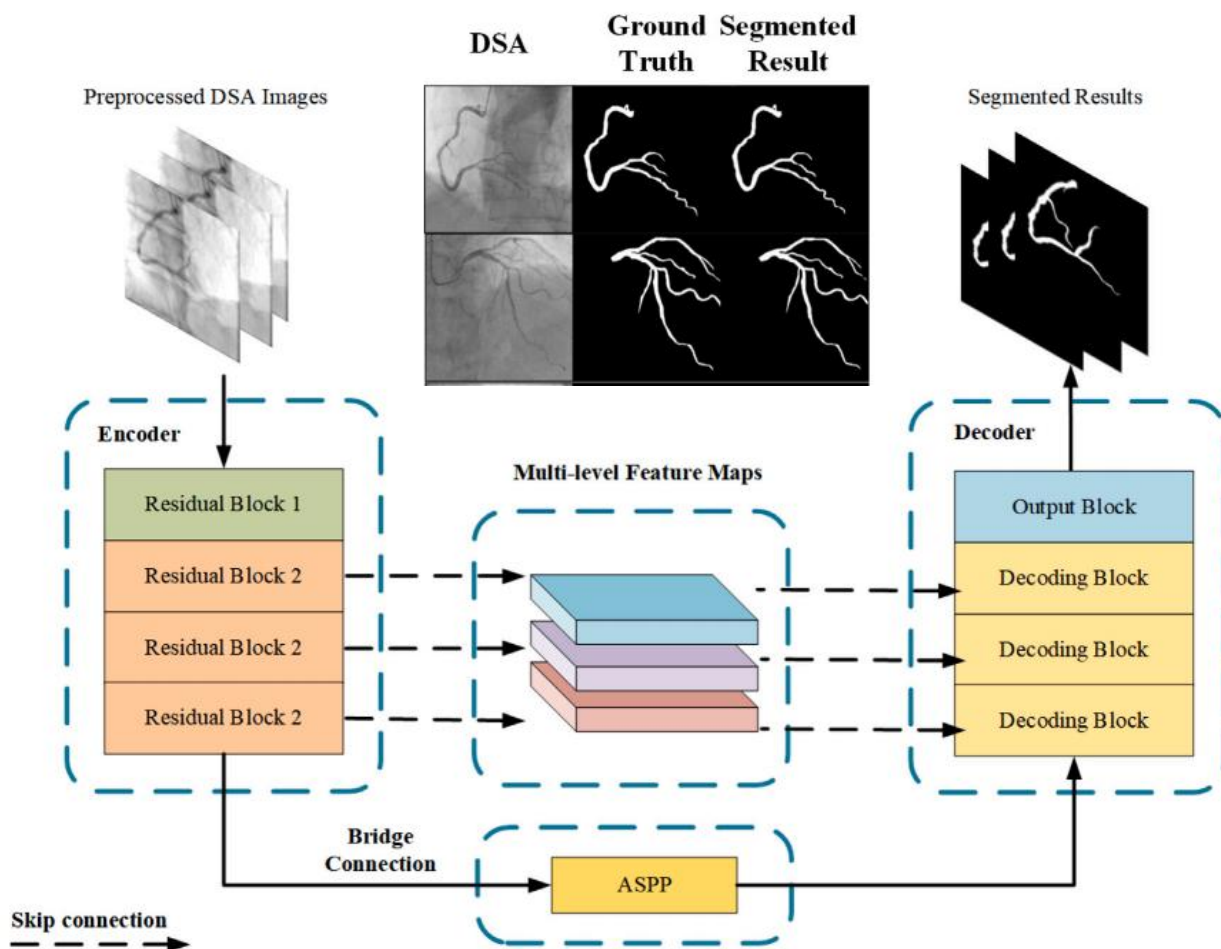 DSA
Ground
Truth
Segmented
Result
Preprocessed DSA Images
Segmented Results
Encoder
Residual Block 1
Residual Block 2
Residual Block 2
Residual Block 2
Multi-level Feature Maps
Decoder
Output Block
Decoding Block
Decoding Block
Decoding Block
Bridge
Connection
ASPP
Skip connection